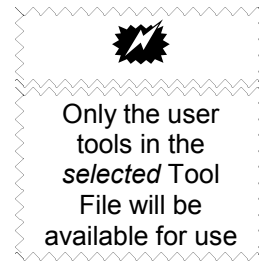 Only the user
tools in the
selected Tool
File will be
available for use